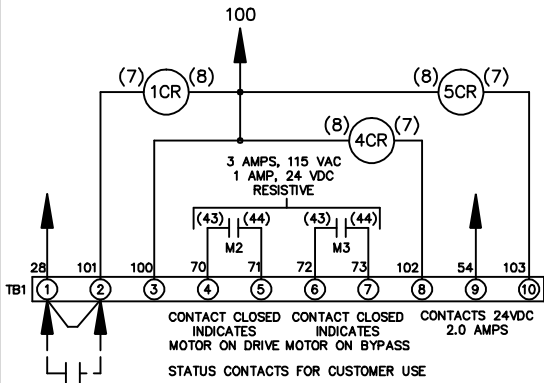 100
(7) 1CR (8) (8) 5CR (7)
(8) 4CR (7)
3 AMPS, 115 VAC
1 AMP, 24 VDC
RESISTIVE
(43) (44) (43) (44)
M2 M3
28 101 100 70 71 72 73 102 54 103
TB1 1 2 3 4 5 6 7 8 9 10
CONTACT CLOSED CONTACT CLOSED CONTACTS 24VDC
INDICATES INDICATES 2.0 AMPS
MOTOR ON DRIVE MOTOR ON BYPASS
STATUS CONTACTS FOR CUSTOMER USE